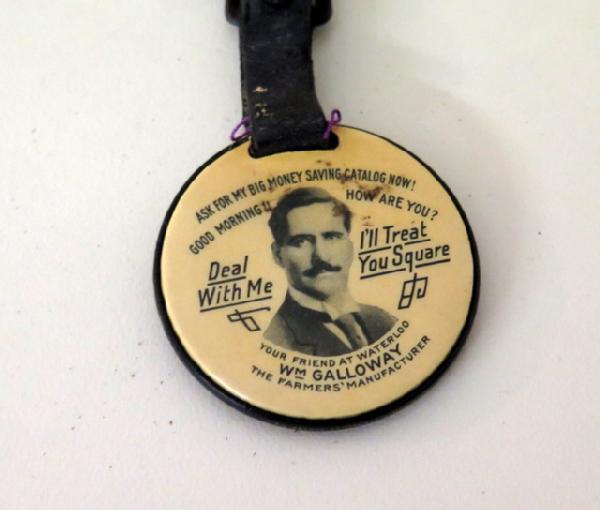 ASK FOR MY BIG MONEY SAVING CATALOG NOW!
GOOD MORNING!! HOW ARE YOU?
Deal
With Me
I'll Treat
You Square
YOUR FRIEND AT WATERLOO
WM GALLOWAY
THE FARMERS' MANUFACTURER